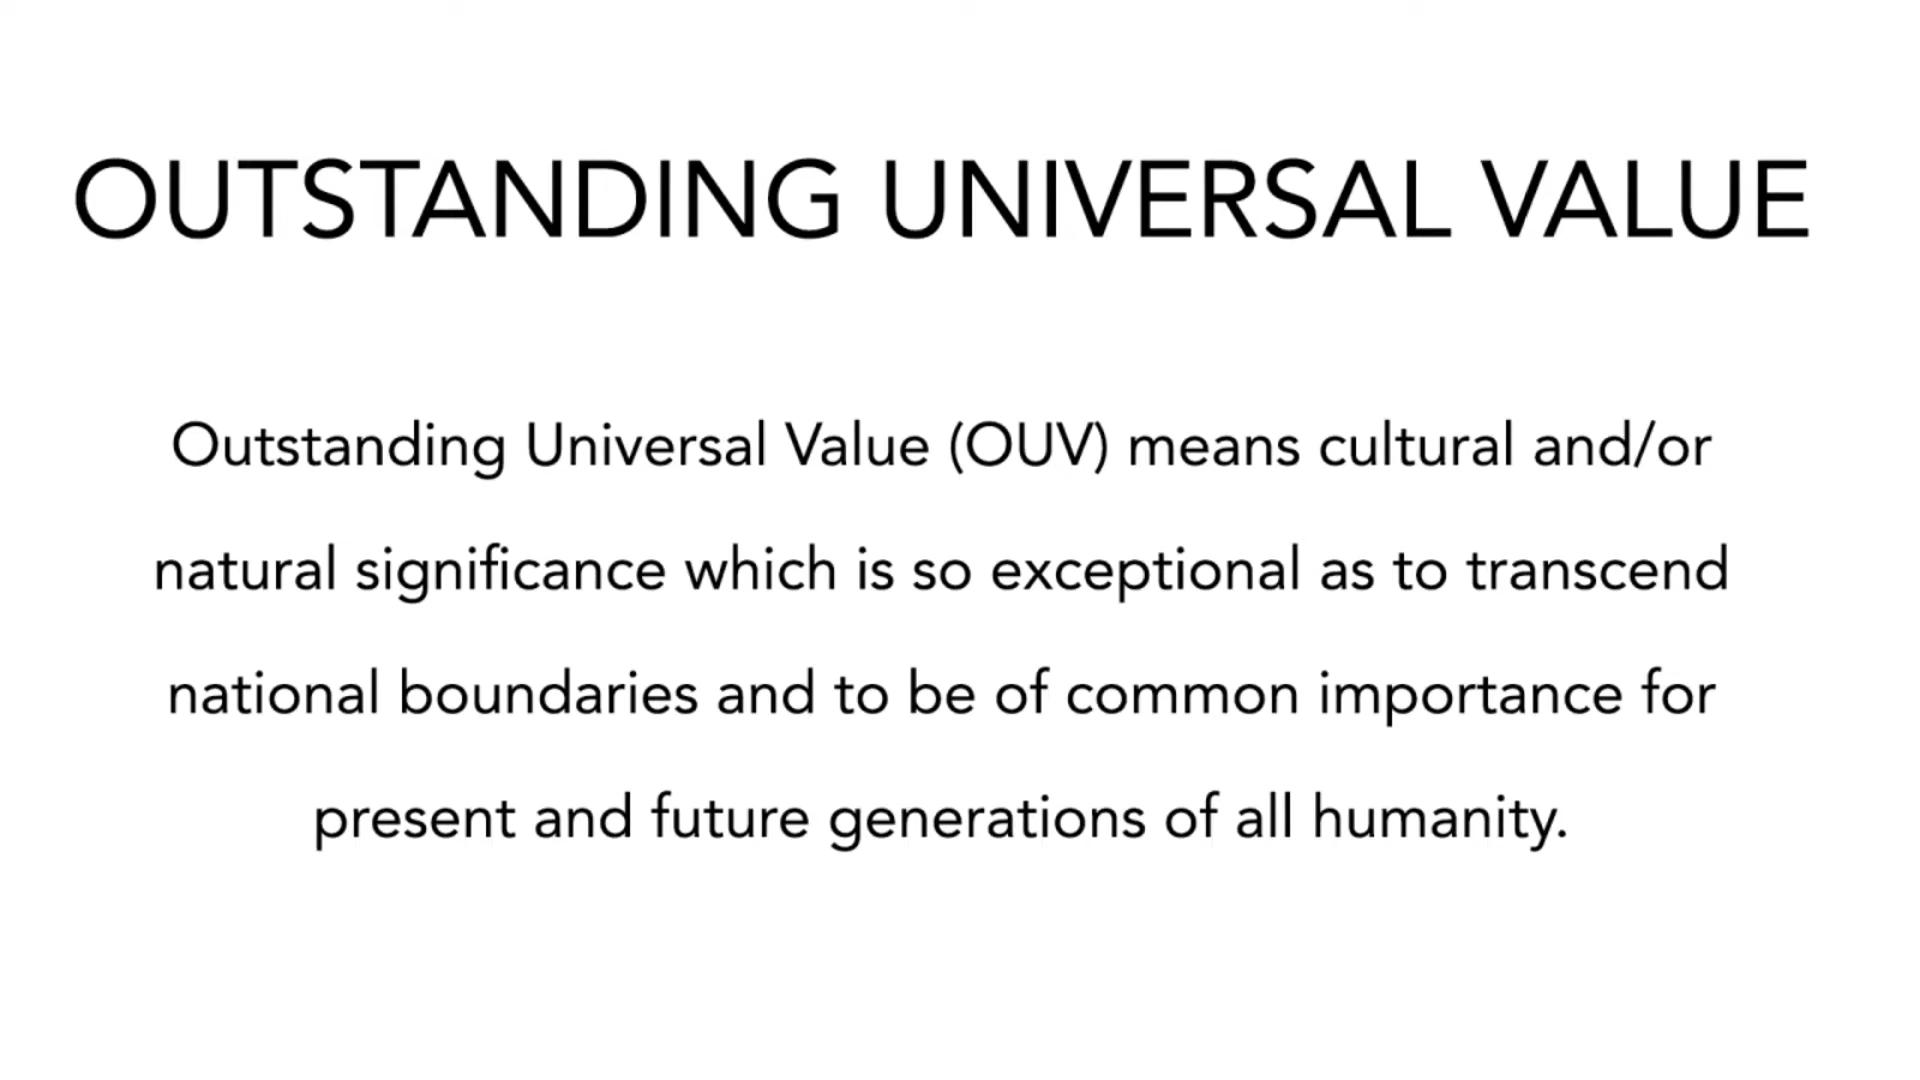 OUTSTANDING UNIVERSAL VALUE
Outstanding Universal Value (OUV) means cultural and/or
natural significance which is so exceptional as to transcend
national boundaries and to be of common importance for
present and future generations of all humanity.